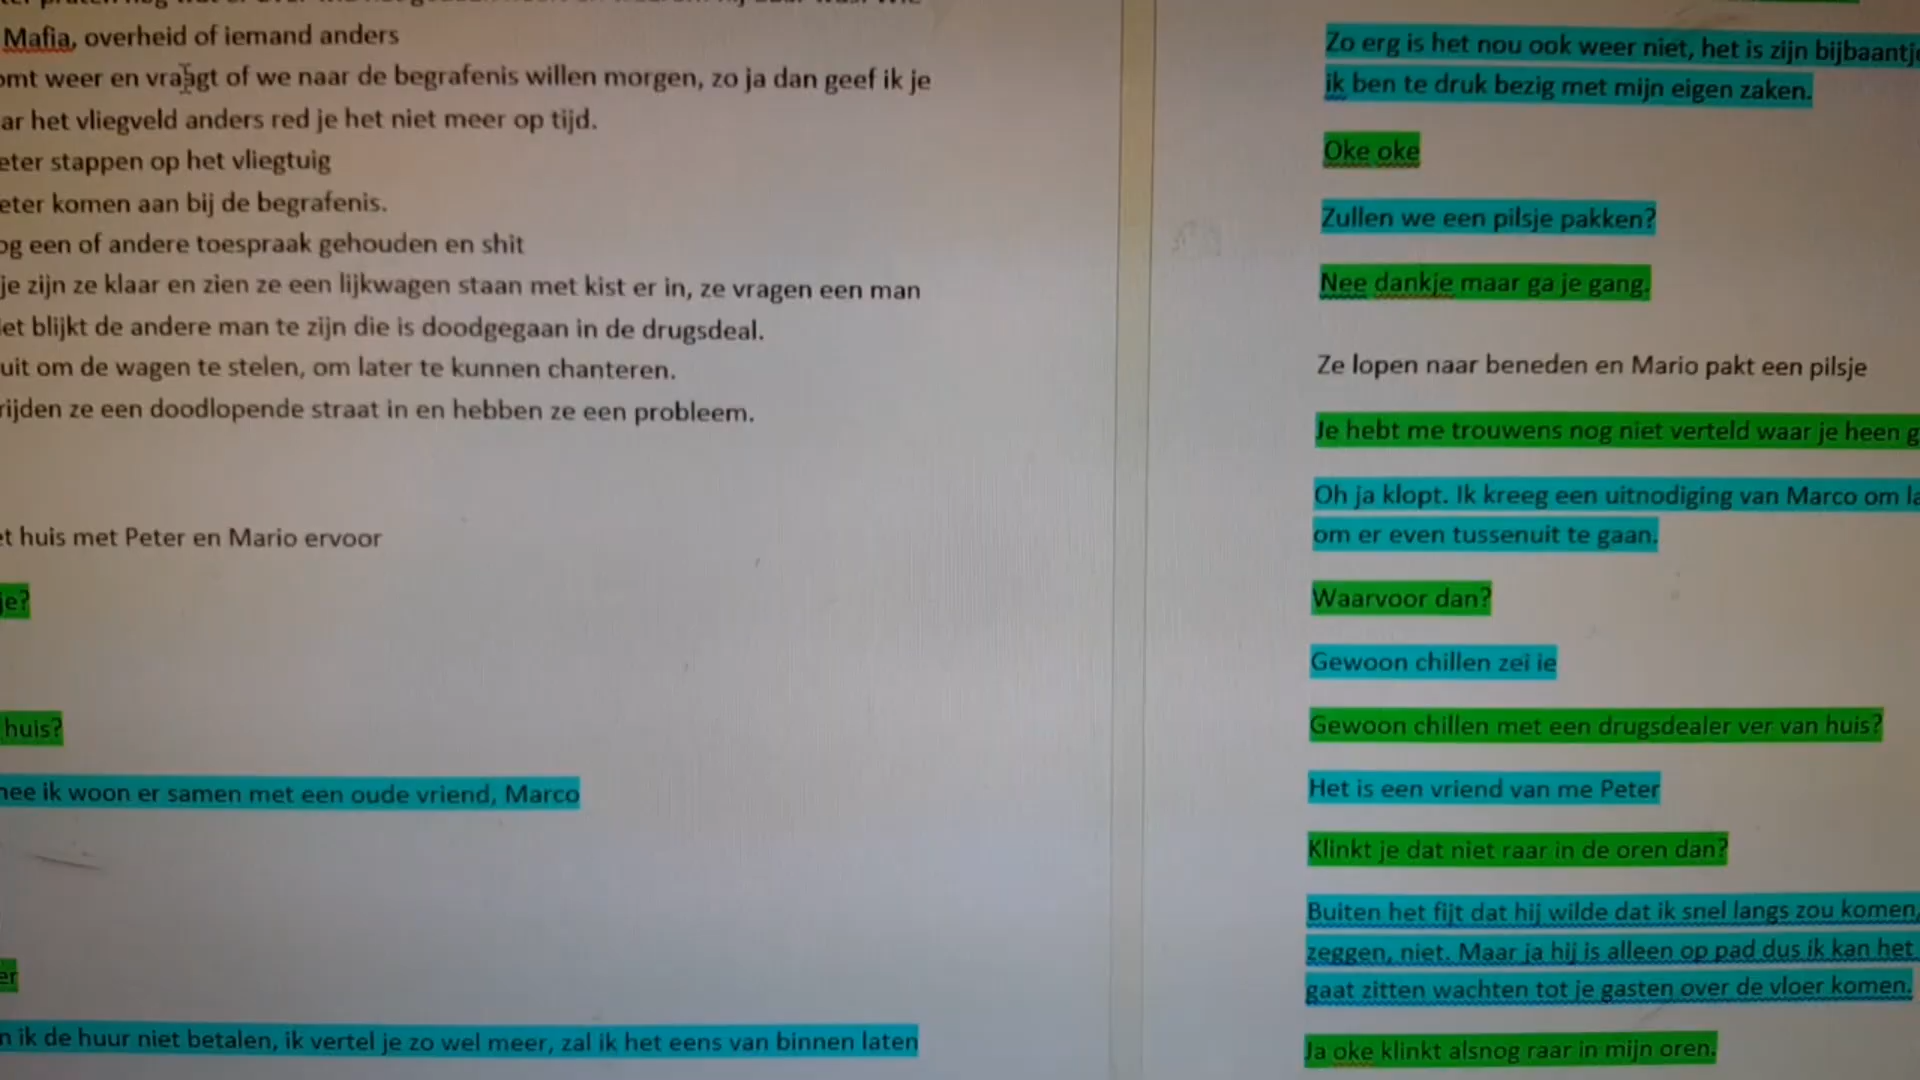 Mafia, overheid of iemand anders
omt weer en vraagt of we naar de begrafenis willen morgen, zo ja dan geef ik je
ar het vliegveld anders red je het niet meer op tijd.
eter stappen op het vliegtuig
eter komen aan bij de begrafenis.
og een of andere toespraak gehouden en shit
je zijn ze klaar en zien ze een lijkwagen staan met kist er in, ze vragen een man
et blijkt de andere man te zijn die is doodgegaan in de drugsdeal.
uit om de wagen te stelen, om later te kunnen chanteren.
rijden ze een doodlopende straat in en hebben ze een probleem.
et huis met Peter en Mario ervoor
je?
huis?
nee ik woon er samen met een oude vriend, Marco
er
n ik de huur niet betalen, ik vertel je zo wel meer, zal ik het eens van binnen laten
Zo erg is het nou ook weer niet, het is zijn bijbaantje
ik ben te druk bezig met mijn eigen zaken.
Oke oke
Zullen we een pilsje pakken?
Nee dankje maar ga je gang.
Ze lopen naar beneden en Mario pakt een pilsje
Je hebt me trouwens nog niet verteld waar je heen g
Oh ja klopt. Ik kreeg een uitnodiging van Marco om la
om er even tussenuit te gaan.
Waarvoor dan?
Gewoon chillen zei ie
Gewoon chillen met een drugsdealer ver van huis?
Het is een vriend van me Peter
Klinkt je dat niet raar in de oren dan?
Buiten het fijt dat hij wilde dat ik snel langs zou komen,
zeggen, niet. Maar ja hij is alleen op pad dus ik kan het
gaat zitten wachten tot je gasten over de vloer komen.
Ja oke klinkt alsnog raar in mijn oren.